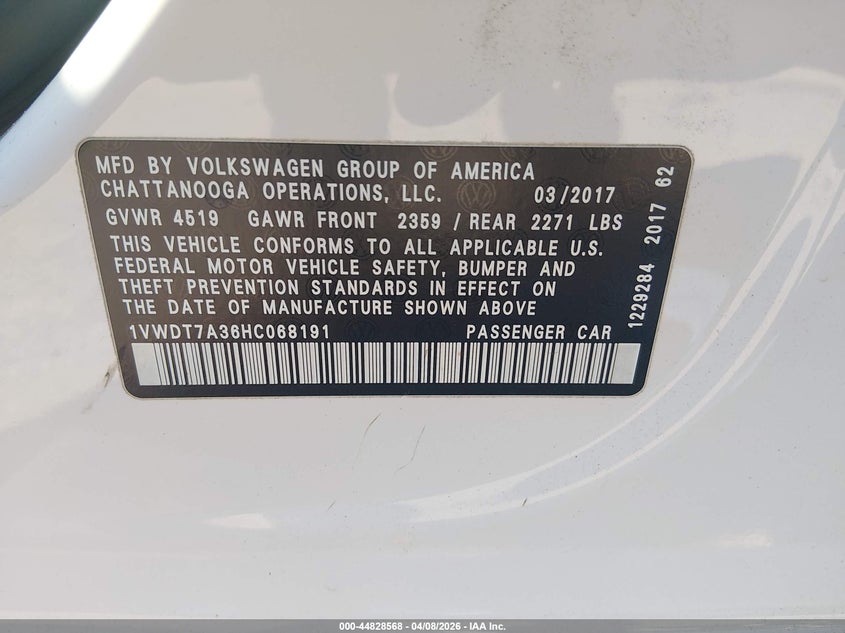 MFD BY VOLKSWAGEN GROUP OF AMERICA
CHATTANOOGA OPERATIONS, LLC. 03/2017
GVWR 4519 GAWR FRONT 2359 / REAR 2271 LBS
THIS VEHICLE CONFORMS TO ALL APPLICABLE U.S.
FEDERAL MOTOR VEHICLE SAFETY, BUMPER AND
THEFT PREVENTION STANDARDS IN EFFECT ON
THE DATE OF MANUFACTURE SHOWN ABOVE
1VWDT7A36HC068191 PASSENGER CAR
1229284 2017 62
000-44828568 - 04/08/2026 - IAA Inc.